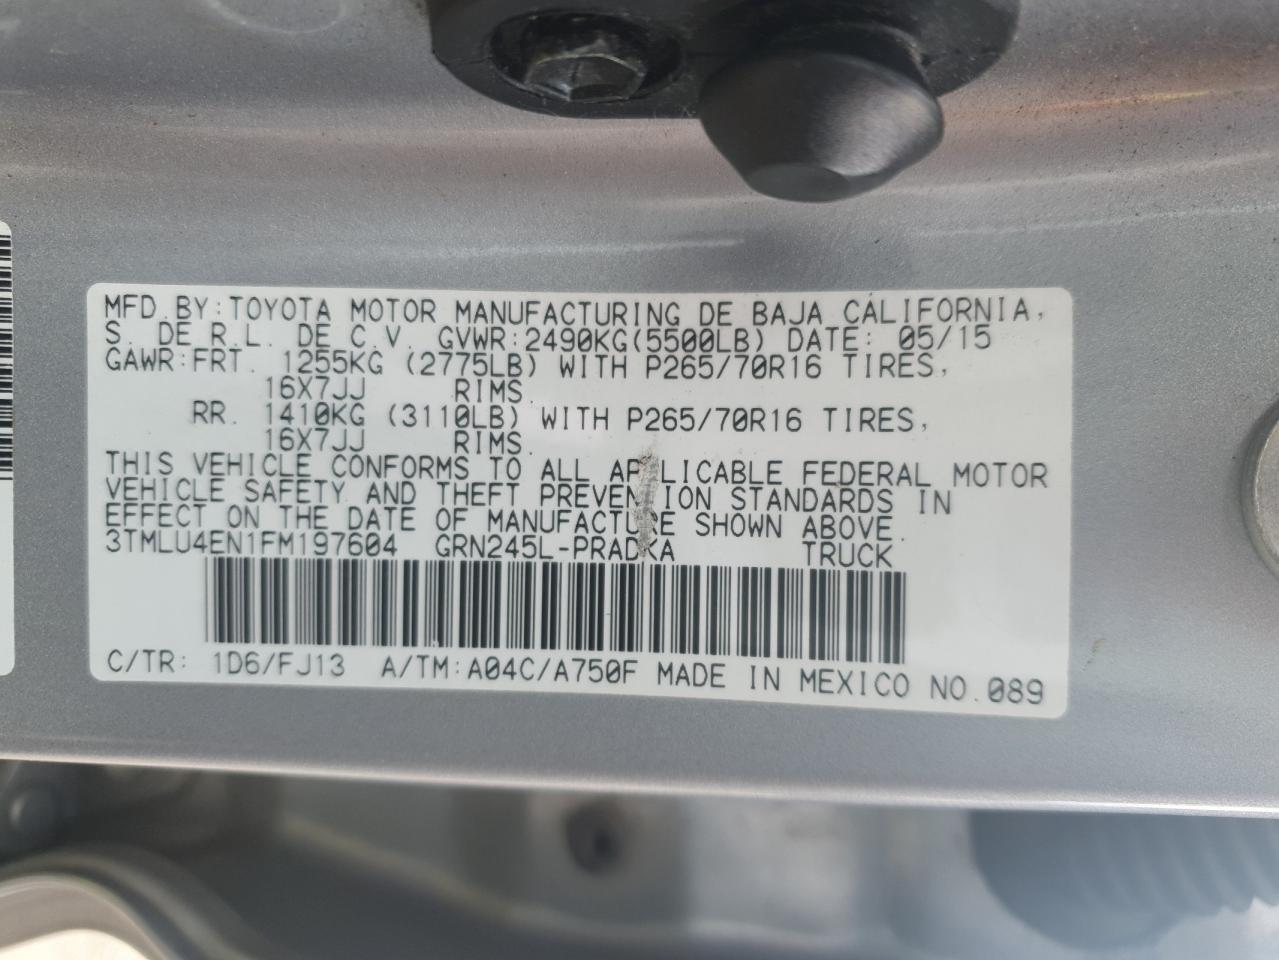 MFD. BY: TOYOTA MOTOR MANUFACTURING DE BAJA CALIFORNIA,
S. DE R.L. DE C.V. GVWR:2490KG(5500LB) DATE: 05/15
GAWR:FRT. 1255KG (2775LB) WITH P265/70R16 TIRES,
16X7JJ RIMS.
RR. 1410KG (3110LB) WITH P265/70R16 TIRES,
16X7JJ RIMS.
THIS VEHICLE CONFORMS TO ALL APPLICABLE FEDERAL MOTOR
VEHICLE SAFETY AND THEFT PREVENTION STANDARDS IN
EFFECT ON THE DATE OF MANUFACTURE SHOWN ABOVE.
3TMLU4EN1FM197604 GRN245L-PRADKA TRUCK
C/TR: 1D6/FJ13 A/TM:A04C/A750F MADE IN MEXICO NO.089